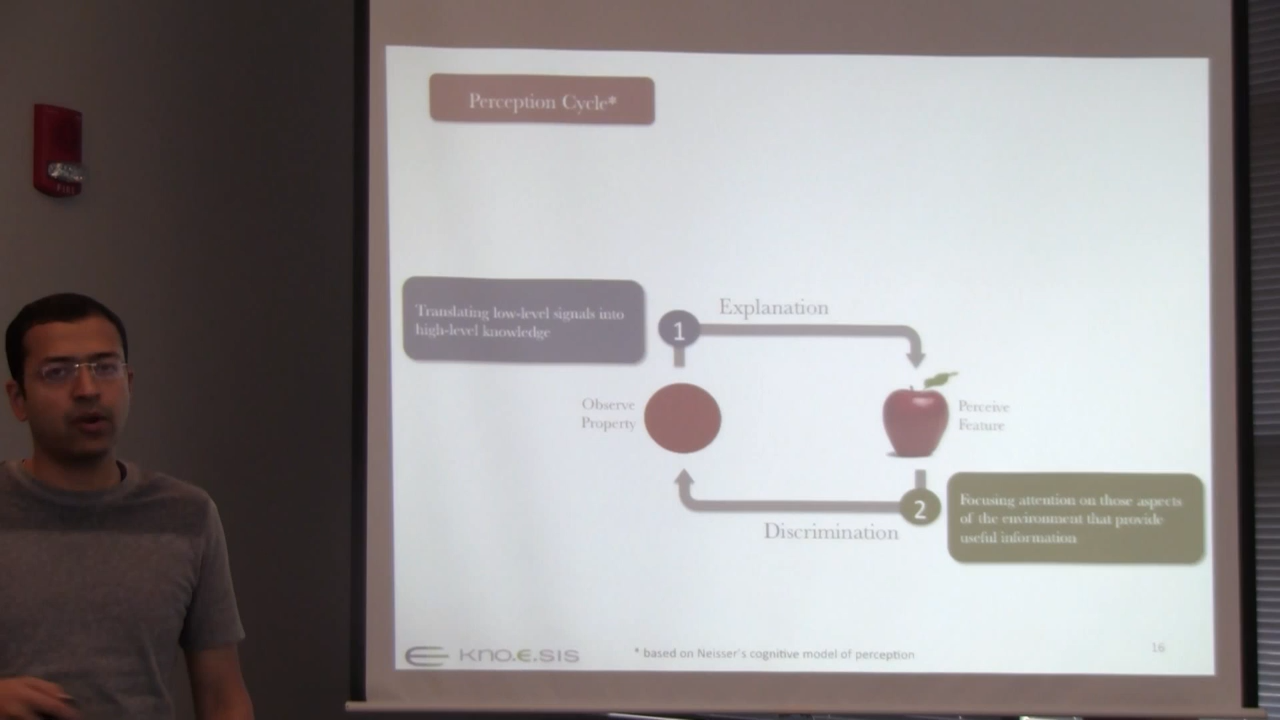 Perception Cycle*
Translating low-level signals into
high-level knowledge
1
Explanation
Observe
Property
Perceive
Feature
2
Discrimination
Focusing attention on those aspects
of the environment that provide
useful information
kno.e.sis
* based on Neisser's cognitive model of perception
16
FIRE